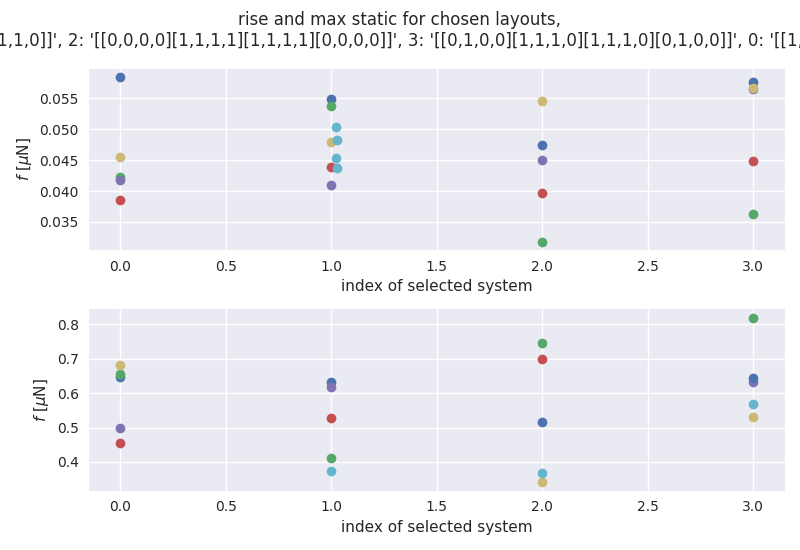 rise and max static for chosen layouts,
1,1,0]]', 2: '[[0,0,0,0][1,1,1,1][1,1,1,1][0,0,0,0]]', 3: '[[0,1,0,0][1,1,1,0][1,1,1,0][0,1,0,0]]', 0: '[[1,
0.055
0.050
0.045
0.040
0.035
f [μN]
0.0 0.5 1.0 1.5 2.0 2.5 3.0
index of selected system
0.8
0.7
0.6
0.5
0.4
f [μN]
0.0 0.5 1.0 1.5 2.0 2.5 3.0
index of selected system